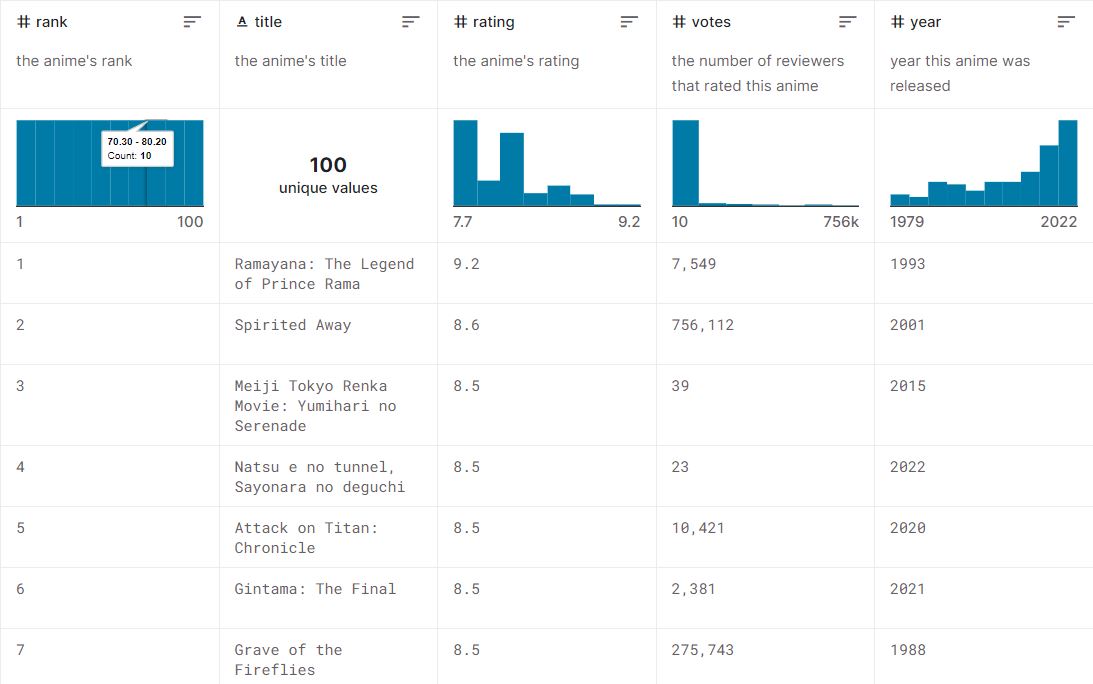 # rank
A title
# rating
# votes
# year
the anime's rank
the anime's title
the anime's rating
the number of reviewers
that rated this anime
year this anime was
released
70.30 - 80.20
Count: 10
1
100
100
unique values
7.7
9.2
10
756k
1979
2022
1
Ramayana: The Legend
of Prince Rama
9.2
7,549
1993
2
Spirited Away
8.6
756,112
2001
3
Meiji Tokyo Renka
Movie: Yumihari no
Serenade
8.5
39
2015
4
Natsu e no tunnel,
Sayonara no deguchi
8.5
23
2022
5
Attack on Titan:
Chronicle
8.5
10,421
2020
6
Gintama: The Final
8.5
2,381
2021
7
Grave of the
Fireflies
8.5
275,743
1988